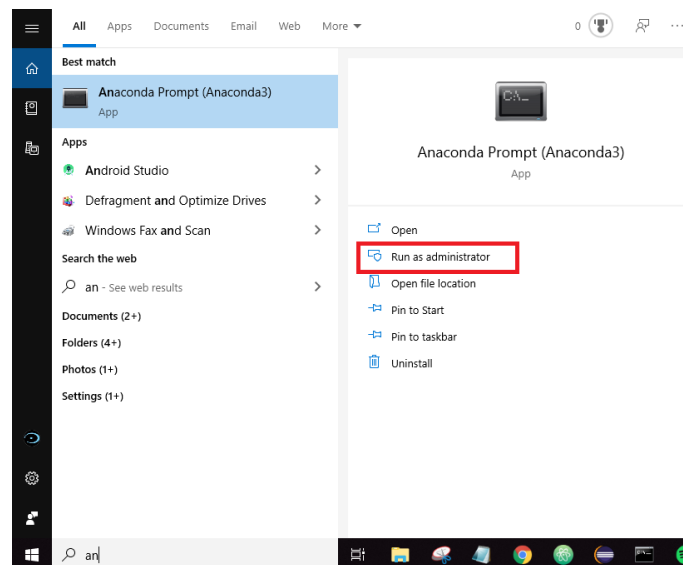 All Apps Documents Email Web More 0 ...
Best match
Anaconda Prompt (Anaconda3)
App
Apps
Android Studio
Defragment and Optimize Drives
Windows Fax and Scan
Search the web
an - See web results
Documents (2+)
Folders (4+)
Photos (1+)
Settings (1+)
an
C:\_
Anaconda Prompt (Anaconda3)
App
Open
Run as administrator
Open file location
Pin to Start
Pin to taskbar
Uninstall